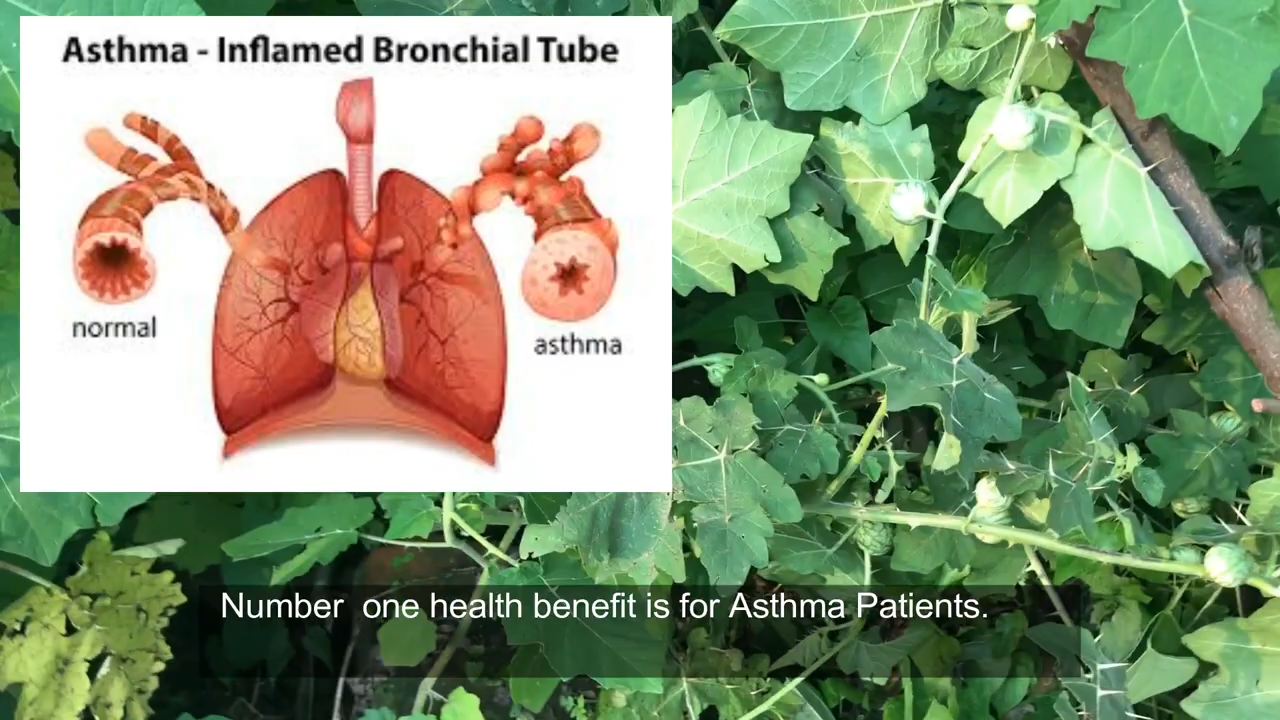 Asthma - Inflamed Bronchial Tube
normal
asthma
Number  one health benefit is for Asthma Patients.